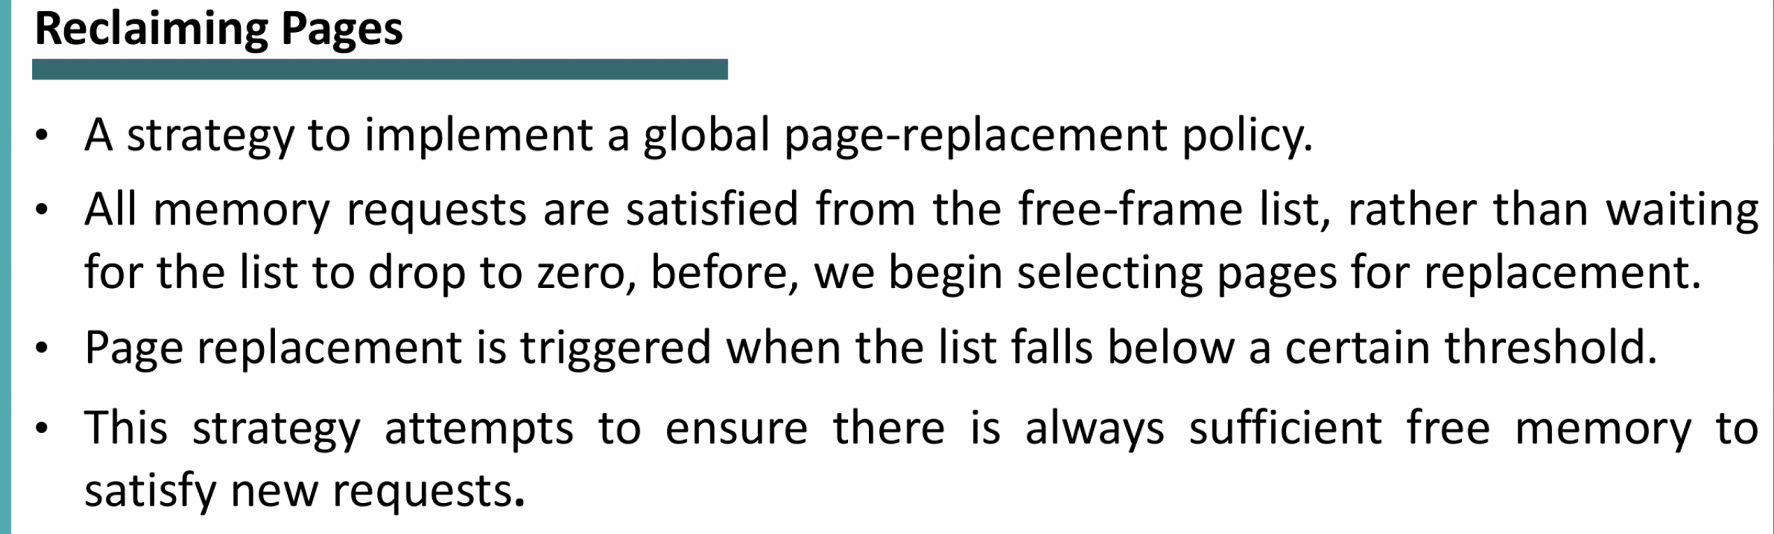 Reclaiming Pages
• A strategy to implement a global page-replacement policy.
• All memory requests are satisfied from the free-frame list, rather than waiting
for the list to drop to zero, before, we begin selecting pages for replacement.
• Page replacement is triggered when the list falls below a certain threshold.
• This strategy attempts to ensure there is always sufficient free memory to
satisfy new requests.